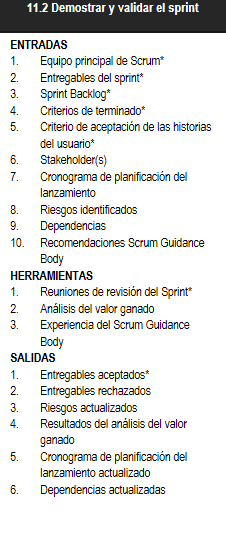 11.2 Demostrar y validar el sprint
ENTRADAS
1. Equipo principal de Scrum*
2. Entregables del sprint*
3. Sprint Backlog*
4. Criterios de terminado*
5. Criterio de aceptación de las historias
del usuario*
6. Stakeholder(s)
7. Cronograma de planificación del
lanzamiento
8. Riesgos identificados
9. Dependencias
10. Recomendaciones Scrum Guidance
Body
HERRAMIENTAS
1. Reuniones de revisión del Sprint*
2. Análisis del valor ganado
3. Experiencia del Scrum Guidance
Body
SALIDAS
1. Entregables aceptados*
2. Entregables rechazados
3. Riesgos actualizados
4. Resultados del análisis del valor
ganado
5. Cronograma de planificación del
lanzamiento actualizado
6. Dependencias actualizadas